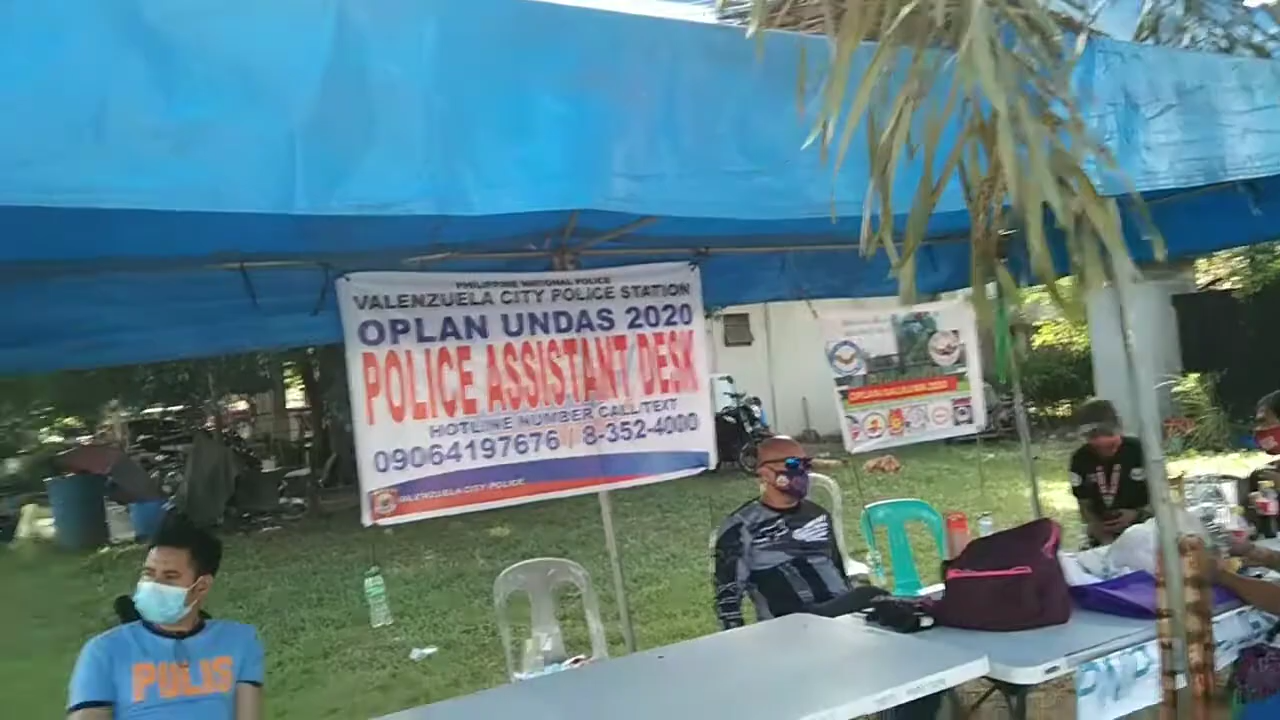 PHILIPPINE NATIONAL POLICE
VALENZUELA CITY POLICE STATION
OPLAN UNDAS 2020
POLICE ASSISTANT DESK
HOTLINE NUMBER CALL/TEXT
09064197676 / 8-352-4000
VALENZUELA CITY POLICE
POLIS